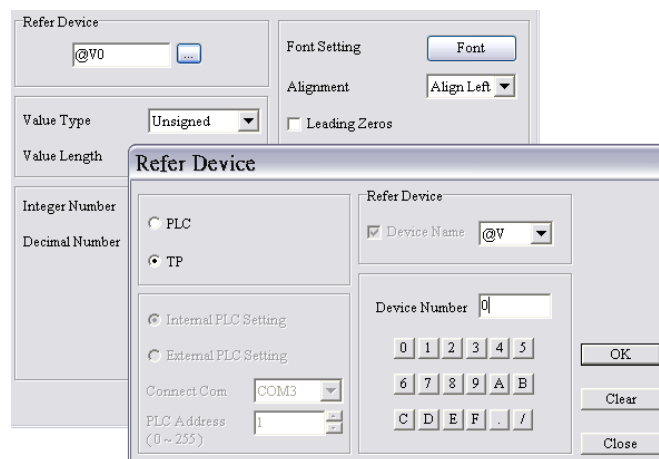 Refer Device
@V0
...
Font Setting
Font
Alignment
Align Left
Value Type
Unsigned
Leading Zeros
Value Length
Integer Number
Decimal Number
Refer Device
PLC
TP
Refer Device
Device Name
@V
Internal PLC Setting
External PLC Setting
Connect Com
COM3
PLC Address
(0 ~ 255)
1
Device Number
0
0 1 2 3 4 5
6 7 8 9 A B
C D E F . /
OK
Clear
Close